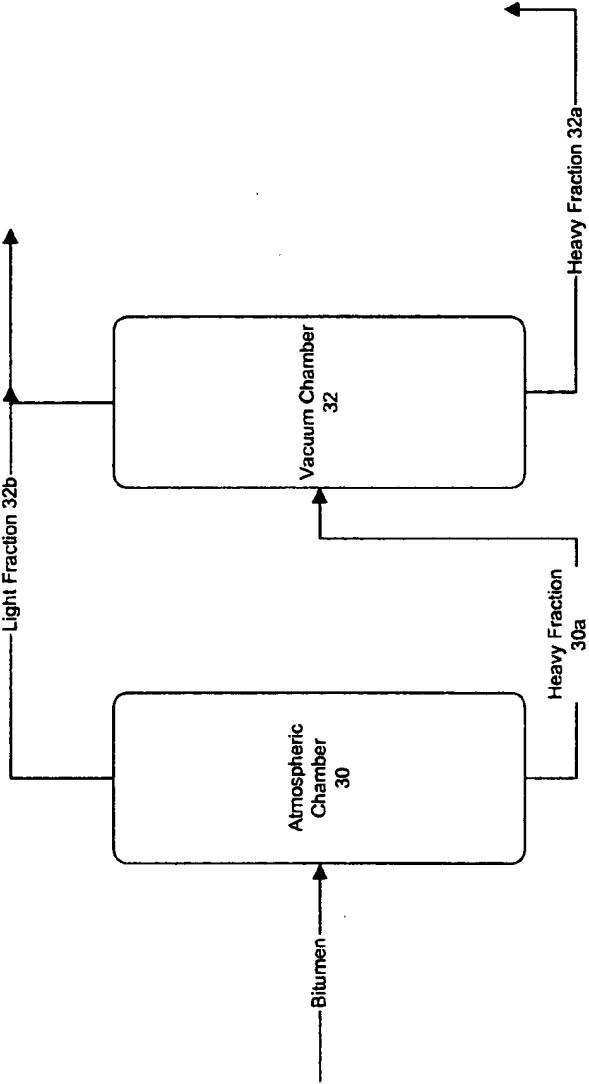 Bitumen
Atmospheric
Chamber
30
Heavy Fraction
30a
Light Fraction 32b
Vacuum Chamber
32
Heavy Fraction 32a